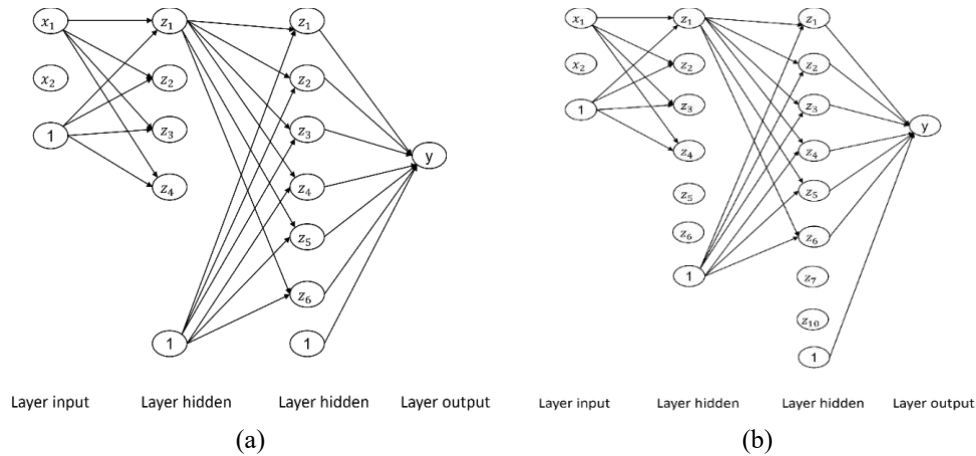 x₁ z₁ z₁ x₁ z₁ z₁
x₂ z₂ z₂ x₂ z₂ z₂
1 z₃ z₃ 1 z₃ z₃
y y
z₄ z₄ z₄ z₄
z₅ z₅ z₅
z₆ z₆ z₆
1 z₇
1 1 z₁₀
1
Layer input Layer hidden Layer hidden Layer output Layer input Layer hidden Layer hidden Layer output
(a) (b)